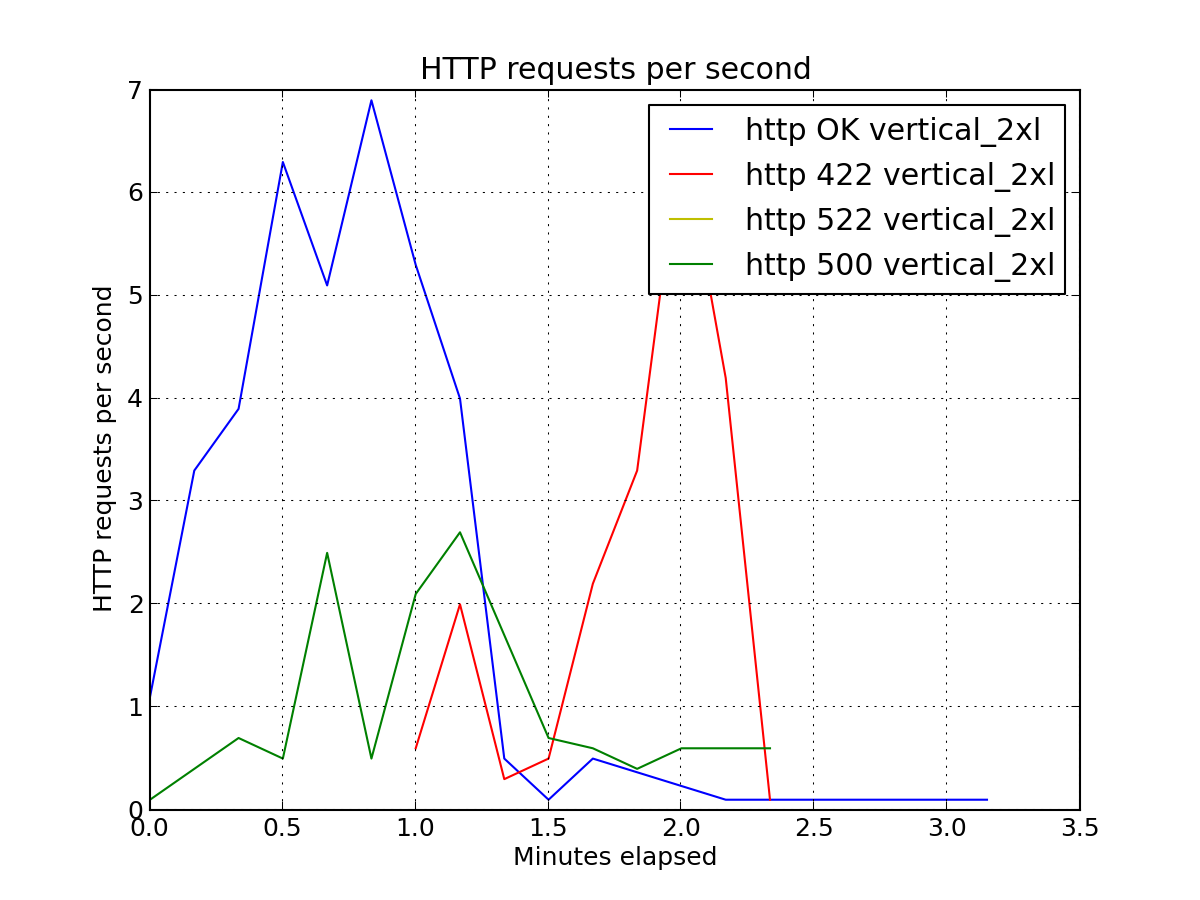 HTTP requests per second
7
6
5
4
3
2
1
0
HTTP requests per second
http OK vertical_2xl
http 422 vertical_2xl
http 522 vertical_2xl
http 500 vertical_2xl
0.0 0.5 1.0 1.5 2.0 2.5 3.0 3.5
Minutes elapsed